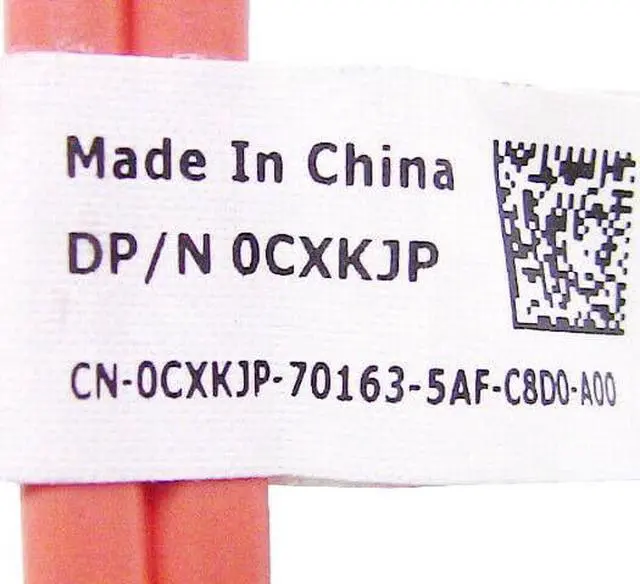 Made In China
DP/N 0CXKJP
CN-0CXKJP-70163-5AF-C8D0-A00